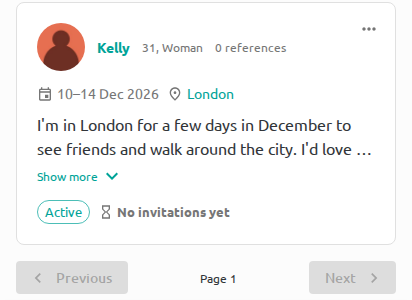 Kelly 31, Woman 0 references
10–14 Dec 2026 London
I'm in London for a few days in December to
see friends and walk around the city. I'd love …
Show more
Active No invitations yet
Previous Page 1 Next